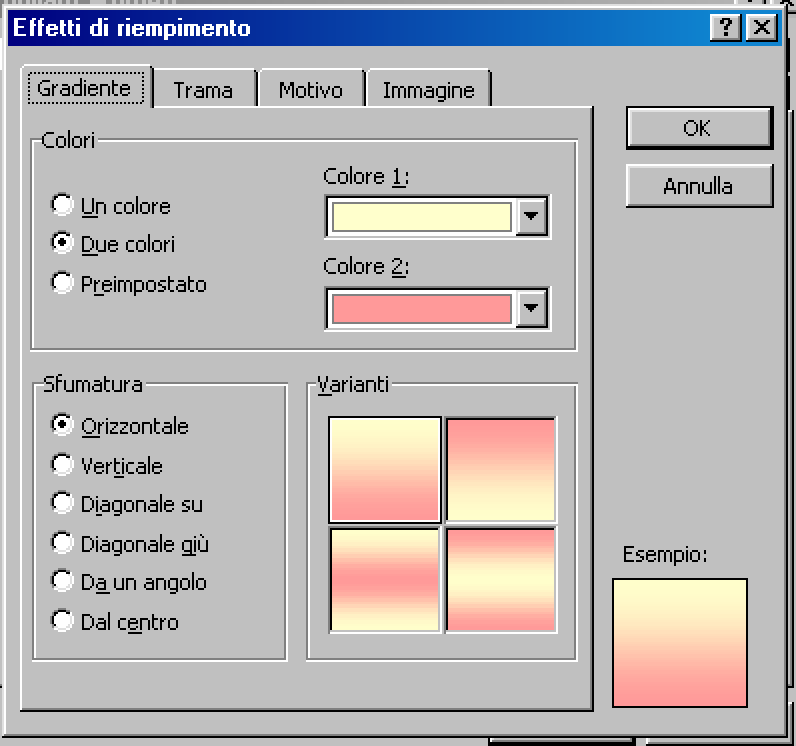 Effetti di riempimento
Gradiente Trama Motivo Immagine
OK
Annulla
Colori
Un colore
Due colori
Preimpostato
Colore 1:
Colore 2:
Sfumatura
Orizzontale
Verticale
Diagonale su
Diagonale giù
Da un angolo
Dal centro
Varianti
Esempio: